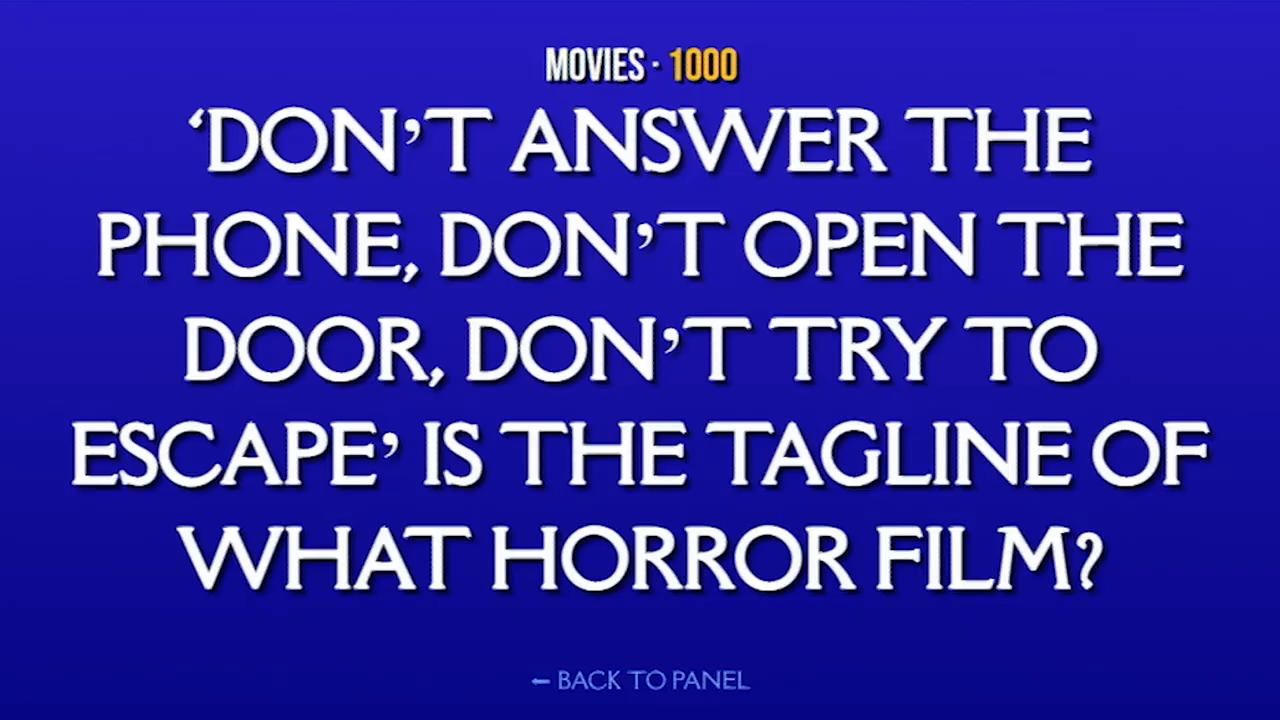 MOVIES · 1000
‘DON’T ANSWER THE
PHONE, DON’T OPEN THE
DOOR, DON’T TRY TO
ESCAPE’ IS THE TAGLINE OF
WHAT HORROR FILM?
← BACK TO PANEL